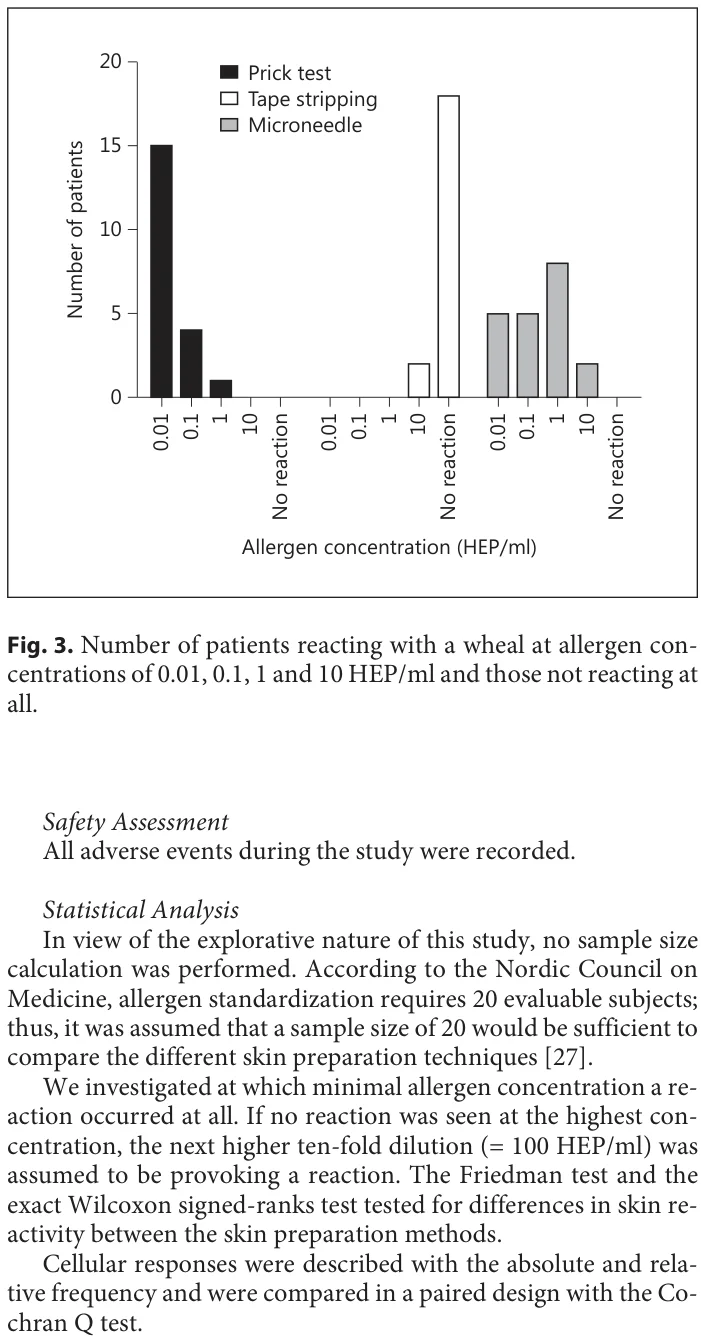 20
15
10
5
0
Number of patients
Prick test
Tape stripping
Microneedle
0.01
0.1
1
10
No reaction
0.01
0.1
1
10
No reaction
0.01
0.1
1
10
No reaction
Allergen concentration (HEP/ml)
Fig. 3. Number of patients reacting with a wheal at allergen con-
centrations of 0.01, 0.1, 1 and 10 HEP/ml and those not reacting at
all.
Safety Assessment
All adverse events during the study were recorded.
Statistical Analysis
In view of the explorative nature of this study, no sample size
calculation was performed. According to the Nordic Council on
Medicine, allergen standardization requires 20 evaluable subjects;
thus, it was assumed that a sample size of 20 would be sufficient to
compare the different skin preparation techniques [27].
We investigated at which minimal allergen concentration a re-
action occurred at all. If no reaction was seen at the highest con-
centration, the next higher ten-fold dilution (= 100 HEP/ml) was
assumed to be provoking a reaction. The Friedman test and the
exact Wilcoxon signed-ranks test tested for differences in skin re-
activity between the skin preparation methods.
Cellular responses were described with the absolute and rela-
tive frequency and were compared in a paired design with the Co-
chran Q test.